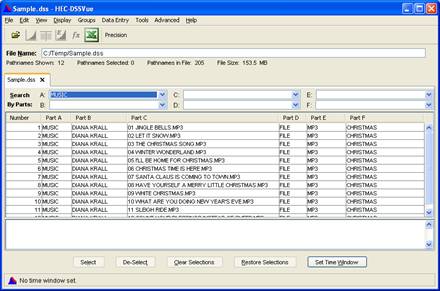 Sample.dss - HEC-DSSVue
File Edit View Display Groups Data Entry Tools Advanced Help
fx Precision
File Name: C:/Temp/Sample.dss
Pathnames Shown: 12 Pathnames Selected: 0 Pathnames in File: 205 File Size: 153.5 MB
Sample.dss
Search A: MUSIC C: E:
By Parts: B: D: F:
Number Part A Part B Part C Part D Part E Part F
1 MUSIC DIANA KRALL 01 JINGLE BELLS.MP3 FILE MP3 CHRISTMAS
2 MUSIC DIANA KRALL 02 LET IT SNOW.MP3 FILE MP3 CHRISTMAS
3 MUSIC DIANA KRALL 03 THE CHRISTMAS SONG.MP3 FILE MP3 CHRISTMAS
4 MUSIC DIANA KRALL 04 WINTER WONDERLAND.MP3 FILE MP3 CHRISTMAS
5 MUSIC DIANA KRALL 05 I'LL BE HOME FOR CHRISTMAS.MP3 FILE MP3 CHRISTMAS
6 MUSIC DIANA KRALL 06 CHRISTMAS TIME IS HERE.MP3 FILE MP3 CHRISTMAS
7 MUSIC DIANA KRALL 07 SANTA CLAUS IS COMING TO TOWN.MP3 FILE MP3 CHRISTMAS
8 MUSIC DIANA KRALL 08 HAVE YOURSELF A MERRY LITTLE CHRISTMAS.MP3 FILE MP3 CHRISTMAS
9 MUSIC DIANA KRALL 09 WHITE CHRISTMAS.MP3 FILE MP3 CHRISTMAS
10 MUSIC DIANA KRALL 10 WHAT ARE YOU DOING NEW YEAR'S EVE.MP3 FILE MP3 CHRISTMAS
11 MUSIC DIANA KRALL 11 SLEIGH RIDE.MP3 FILE MP3 CHRISTMAS
Select De-Select Clear Selections Restore Selections Set Time Window
No time window set.